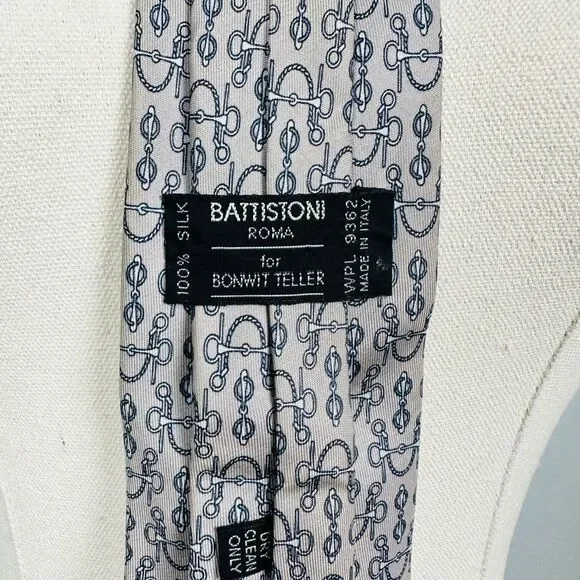 100% SILK
BATTISTONI
ROMA
for
BONWIT TELLER
WPL 9362
MADE IN ITALY
DRY
CLEAN
ONLY